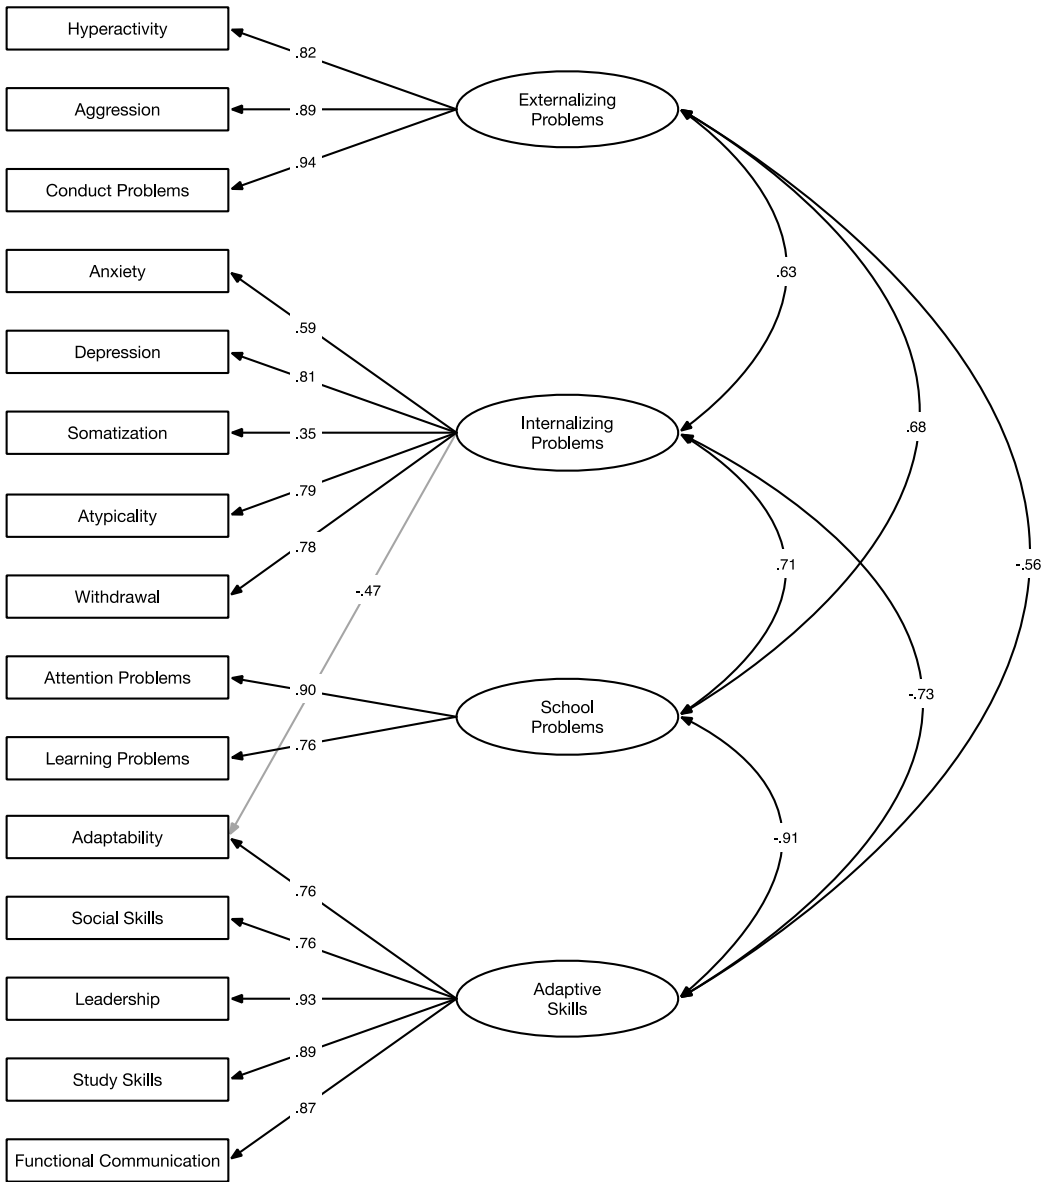 Hyperactivity
.82
Externalizing
Problems
Aggression
.89
.94
Conduct Problems
Anxiety
.63
.59
Depression
.81
Internalizing
Problems
Somatization
.35
.68
.79
Atypicality
.78
.71
-.56
Withdrawal
-.47
Attention Problems
.90
-.73
School
Problems
.76
Learning Problems
Adaptability
-.91
.76
Social Skills
.76
Adaptive
Skills
Leadership
.93
.89
Study Skills
.87
Functional Communication